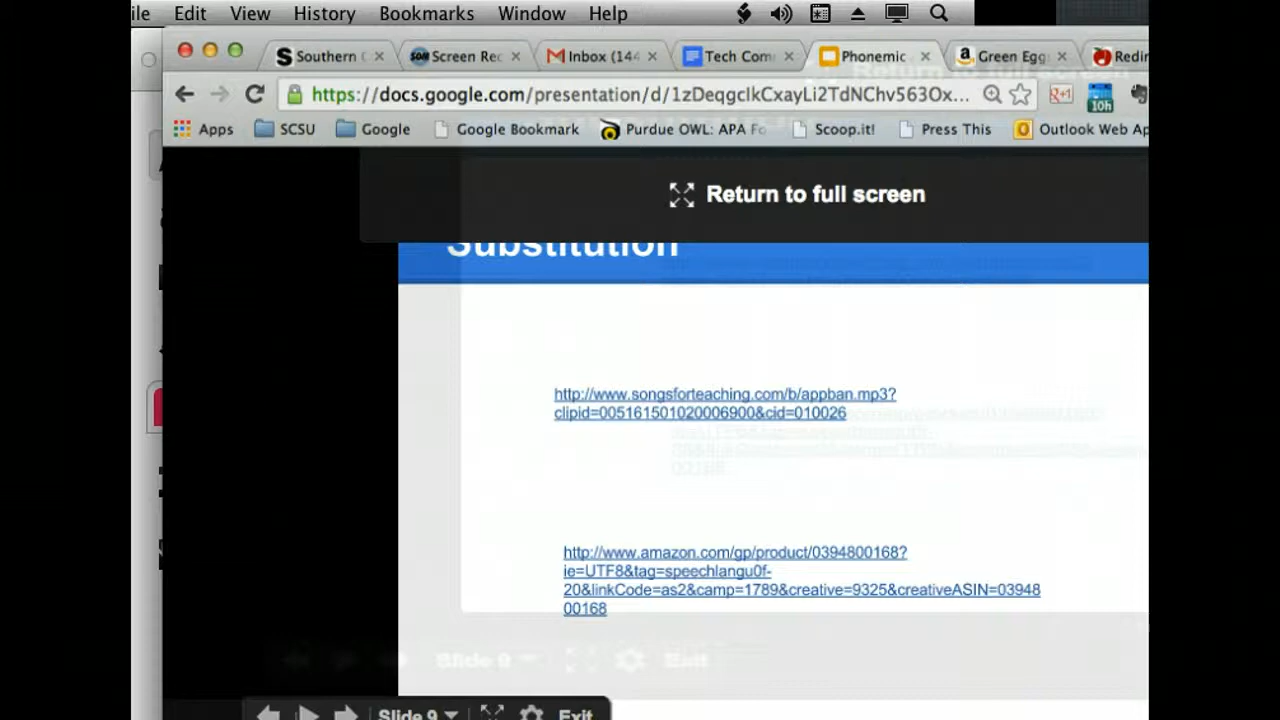 ile Edit View History Bookmarks Window Help
Southern Screen Rec Inbox (144 Tech Com Phonemic Green Egg Redir
https://docs.google.com/presentation/d/1zDeqgclkCxayLi2TdNChv563Ox...
10h
Apps SCSU Google Google Bookmark Purdue OWL: APA Fo Scoop.it! Press This Outlook Web Ap
Return to full screen
Substitution
http://www.songsforteaching.com/b/appban.mp3?
clipid=005161501020006900&cid=010026
http://www.amazon.com/gp/product/0394800168?
ie=UTF8&tag=speechlangu0f-
20&linkCode=as2&camp=1789&creative=9325&creativeASIN=03948
00168
Slide 9 Exit